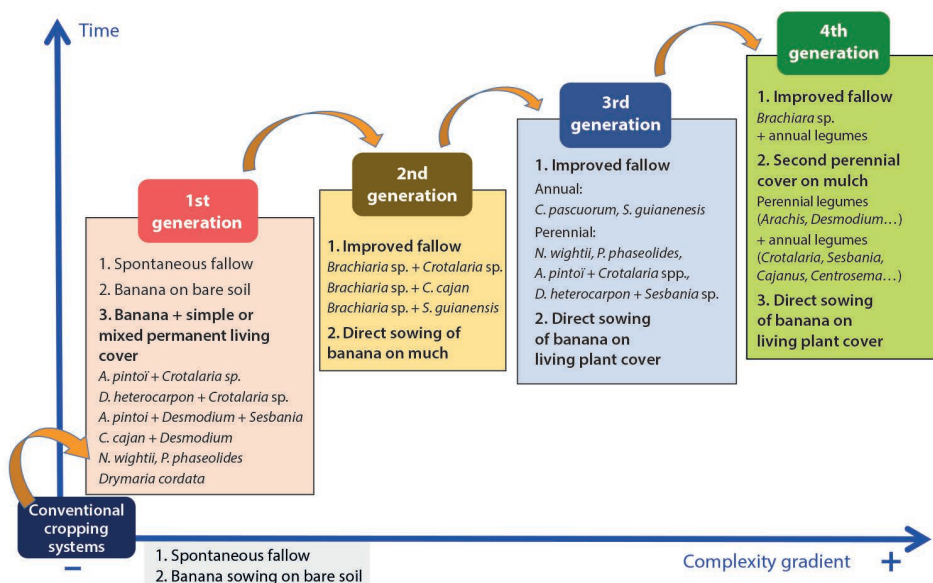 Time
4th
generation
1. Improved fallow
Brachiara sp.
+ annual legumes
2. Second perennial
cover on mulch
Perennial legumes
(Arachis, Desmodium…)
+ annual legumes
(Crotalaria, Sesbania,
Cajanus, Centrosema…)
3. Direct sowing
of banana on
living plant cover
3rd
generation
1. Improved fallow
Annual:
C. pascuorum, S. guianenesis
Perennial:
N. wightii, P. phaseolides,
A. pintoï + Crotalaria spp.,
D. heterocarpon + Sesbania sp.
2. Direct sowing
of banana on
living plant cover
2nd
generation
1. Improved fallow
Brachiaria sp. + Crotalaria sp.
Brachiaria sp. + C. cajan
Brachiaria sp. + S. guianensis
2. Direct sowing of
banana on much
1st
generation
1. Spontaneous fallow
2. Banana on bare soil
3. Banana + simple or
mixed permanent living
cover
A. pintoï + Crotalaria sp.
D. heterocarpon + Crotalaria sp.
A. pintoi + Desmodium + Sesbania
C. cajan + Desmodium
N. wightii, P. phaseolides
Drymaria cordata
Conventional
cropping
systems
–
1. Spontaneous fallow
2. Banana sowing on bare soil
Complexity gradient +